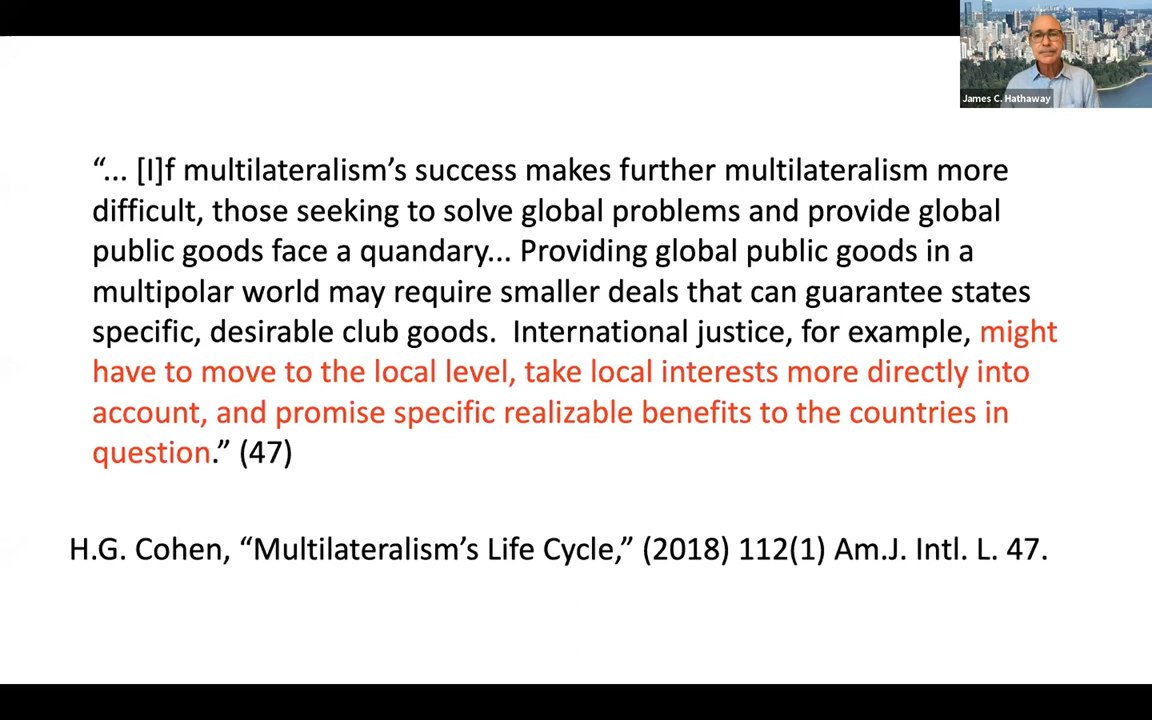 James C. Hathaway
“... [I]f multilateralism’s success makes further multilateralism more
difficult, those seeking to solve global problems and provide global
public goods face a quandary... Providing global public goods in a
multipolar world may require smaller deals that can guarantee states
specific, desirable club goods.  International justice, for example, might
have to move to the local level, take local interests more directly into
account, and promise specific realizable benefits to the countries in
question.” (47)
H.G. Cohen, “Multilateralism’s Life Cycle,” (2018) 112(1) Am.J. Intl. L. 47.